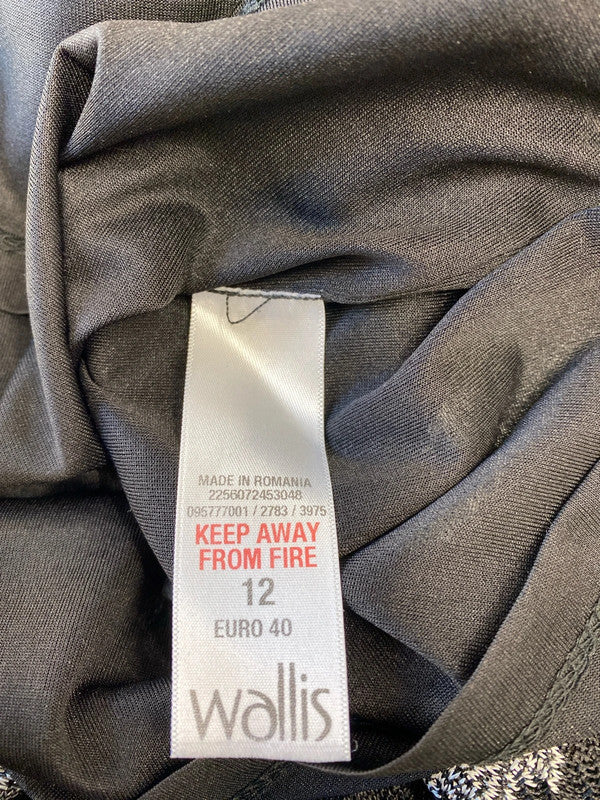 MADE IN ROMANIA
2256072453048
095777001 / 2783 / 3975
KEEP AWAY
FROM FIRE
12
EURO 40
wallis